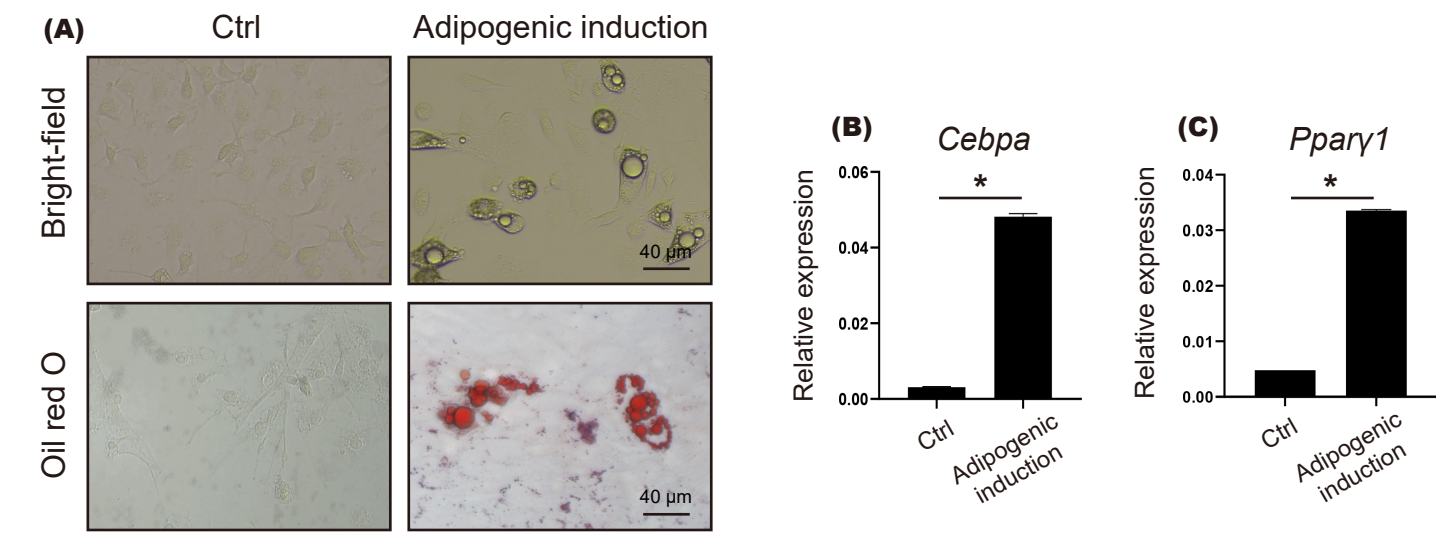 (A)
Ctrl
Adipogenic induction
Bright-field
40 µm
Oil red O
40 µm
(B)
Cebpa
*
Relative expression
0.06
0.04
0.02
0.00
Ctrl
Adipogenic
induction
(C)
Pparγ1
*
Relative expression
0.04
0.03
0.02
0.01
0.00
Ctrl
Adipogenic
induction